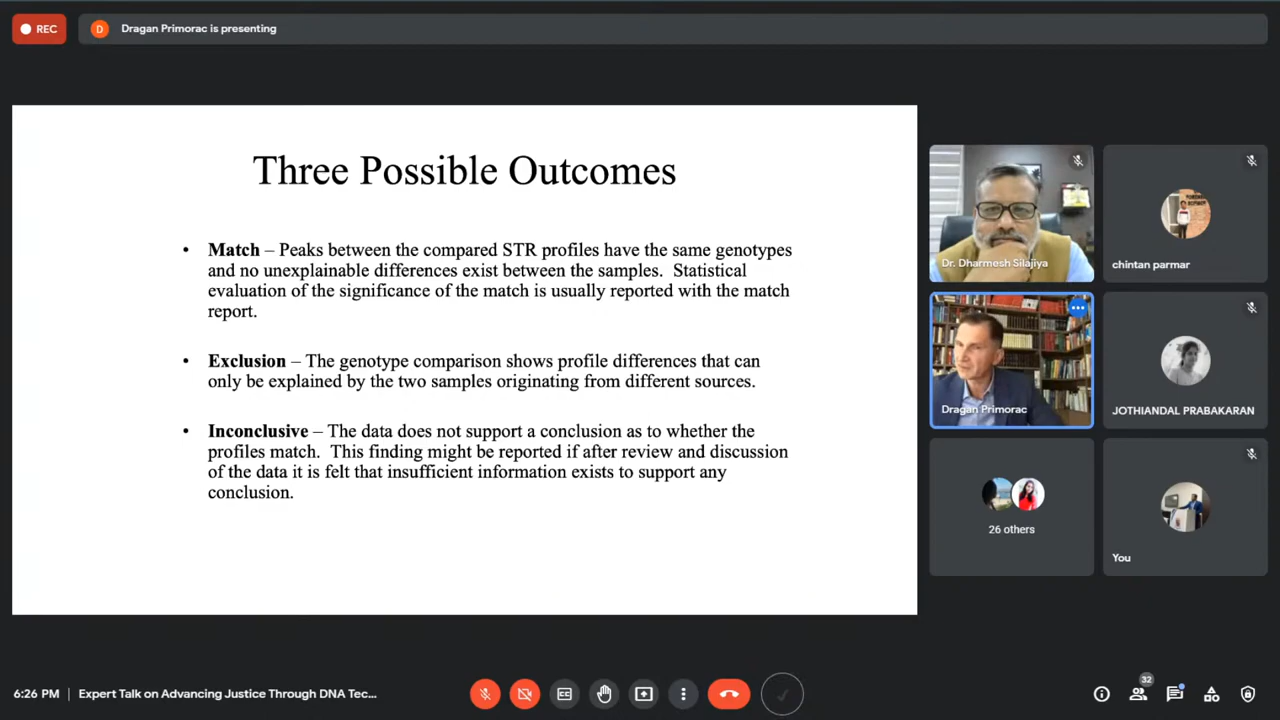 REC
D
Dragan Primorac is presenting
Three Possible Outcomes
• Match – Peaks between the compared STR profiles have the same genotypes
and no unexplainable differences exist between the samples. Statistical
evaluation of the significance of the match is usually reported with the match
report.
• Exclusion – The genotype comparison shows profile differences that can
only be explained by the two samples originating from different sources.
• Inconclusive – The data does not support a conclusion as to whether the
profiles match. This finding might be reported if after review and discussion
of the data it is felt that insufficient information exists to support any
conclusion.
Dr. Dharmesh Silajiya
chintan parmar
Dragan Primorac
JOTHIANDAL PRABAKARAN
26 others
You
6:26 PM | Expert Talk on Advancing Justice Through DNA Tec...
CC
32